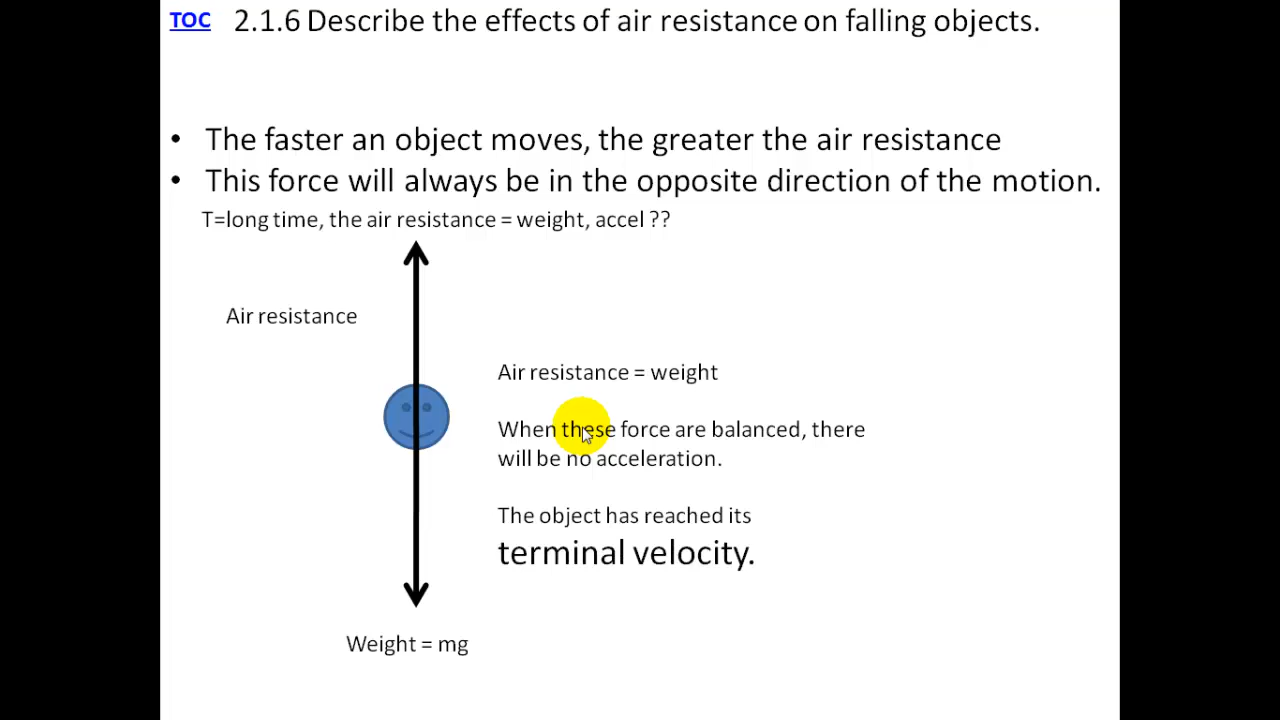 TOC 2.1.6 Describe the effects of air resistance on falling objects.
• The faster an object moves, the greater the air resistance
• This force will always be in the opposite direction of the motion.
T=long time, the air resistance = weight, accel ??
Air resistance
Air resistance = weight
When these force are balanced, there
will be no acceleration.
The object has reached its
terminal velocity.
Weight = mg